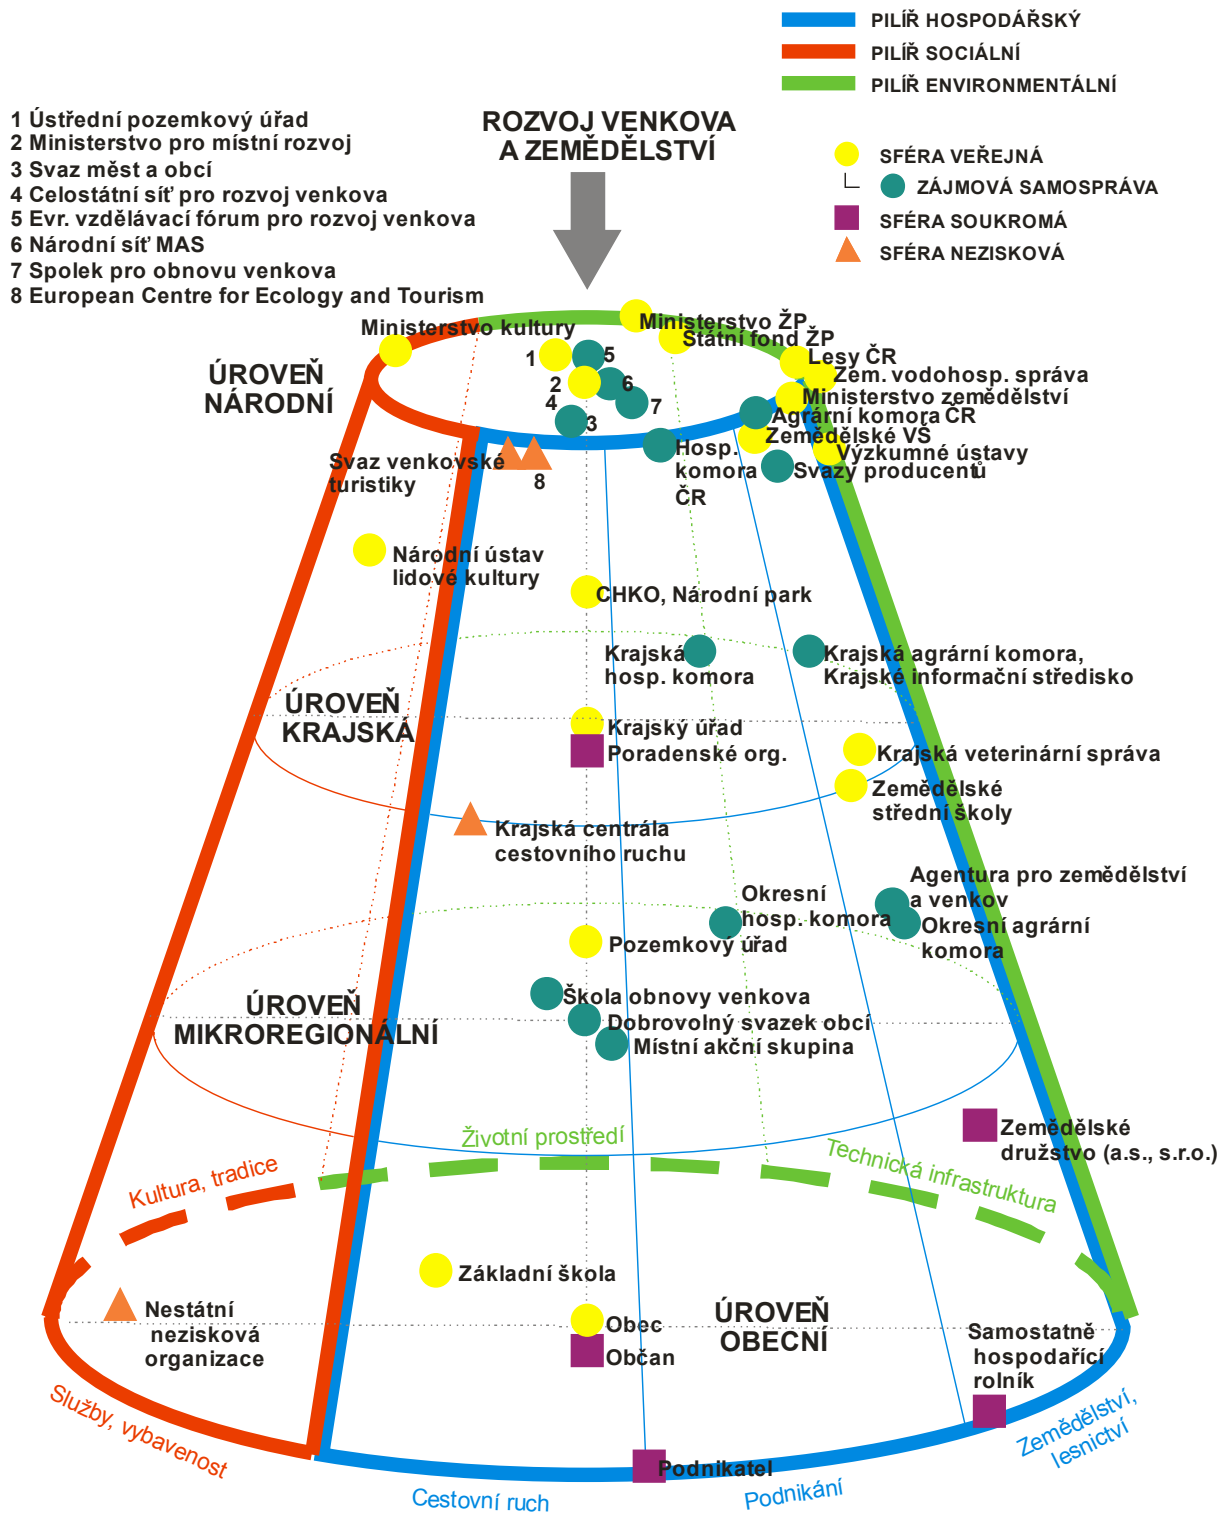 PILÍŘ HOSPODÁŘSKÝ
PILÍŘ SOCIÁLNÍ
PILÍŘ ENVIRONMENTÁLNÍ
1 Ústřední pozemkový úřad
2 Ministerstvo pro místní rozvoj
3 Svaz měst a obcí
4 Celostátní síť pro rozvoj venkova
5 Evr. vzdělávací fórum pro rozvoj venkova
6 Národní síť MAS
7 Spolek pro obnovu venkova
8 European Centre for Ecology and Tourism
ROZVOJ VENKOVA
A ZEMĚDĚLSTVÍ
SFÉRA VEŘEJNÁ
ZÁJMOVÁ SAMOSPRÁVA
SFÉRA SOUKROMÁ
SFÉRA NEZISKOVÁ
Ministerstvo kultury
Ministerstvo ŽP
Státní fond ŽP
Lesy ČR
Zem. vodohosp. správa
Ministerstvo zemědělství
Agrární komora ČR
Zemědělské VŠ
Výzkumné ústavy
Svazy producentů
1
5
2
6
4
7
3
ÚROVEŇ
NÁRODNÍ
Svaz venkovské
turistiky
8
Hosp.
komora
ČR
Národní ústav
lidové kultury
CHKO, Národní park
Krajská
hosp. komora
Krajská agrární komora,
Krajské informační středisko
ÚROVEŇ
KRAJSKÁ
Krajský úřad
Poradenské org.
Krajská veterinární správa
Zemědělské
střední školy
Krajská centrála
cestovního ruchu
Agentura pro zemědělství
a venkov
Okresní
hosp. komora
Okresní agrární
komora
Pozemkový úřad
ÚROVEŇ
MIKROREGIONÁLNÍ
Škola obnovy venkova
Dobrovolný svazek obcí
Místní akční skupina
Zemědělské
družstvo (a.s., s.r.o.)
Životní prostředí
Kultura, tradice
Technická infrastruktura
Základní škola
Nestátní
nezisková
organizace
Obec
Občan
ÚROVEŇ
OBECNÍ
Samostatně
hospodařící
rolník
Služby, vybavenost
Podnikatel
Cestovní ruch
Podnikání
Zemědělství,
lesnictví